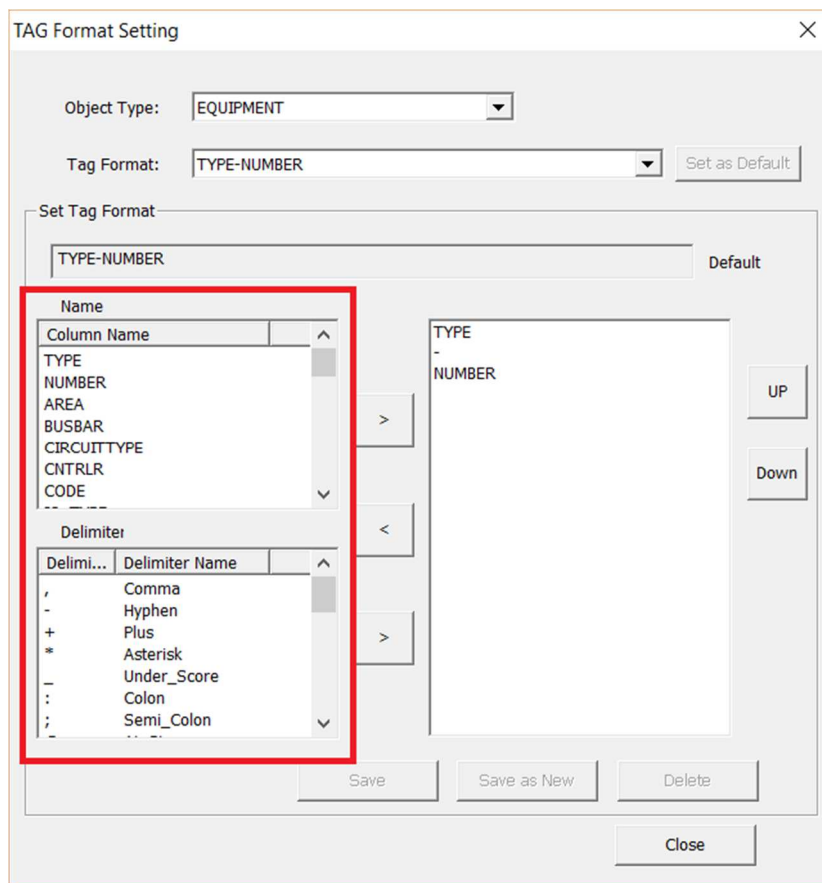 TAG Format Setting
Object Type: EQUIPMENT
Tag Format: TYPE-NUMBER Set as Default
Set Tag Format
TYPE-NUMBER Default
Name
Column Name
TYPE
NUMBER
AREA
BUSBAR
CIRCUITTYPE
CNTRLR
CODE
>
<
>
Delimiter
Delimi... Delimiter Name
, Comma
- Hyphen
+ Plus
* Asterisk
_ Under_Score
: Colon
; Semi_Colon
TYPE
-
NUMBER
UP
Down
Save Save as New Delete
Close